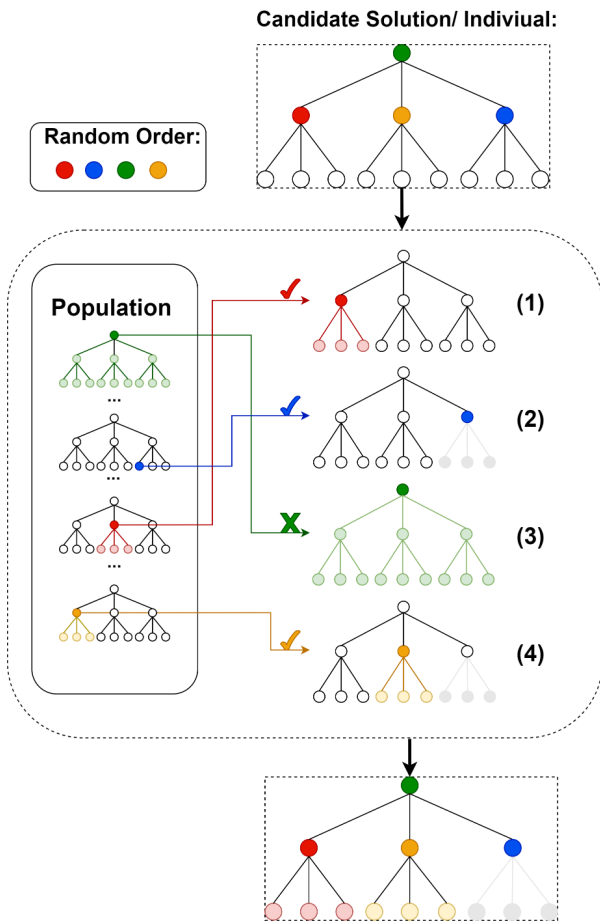 Candidate Solution/ Indiviual:
Random Order:
Population
...
...
...
(1)
(2)
X
(3)
(4)